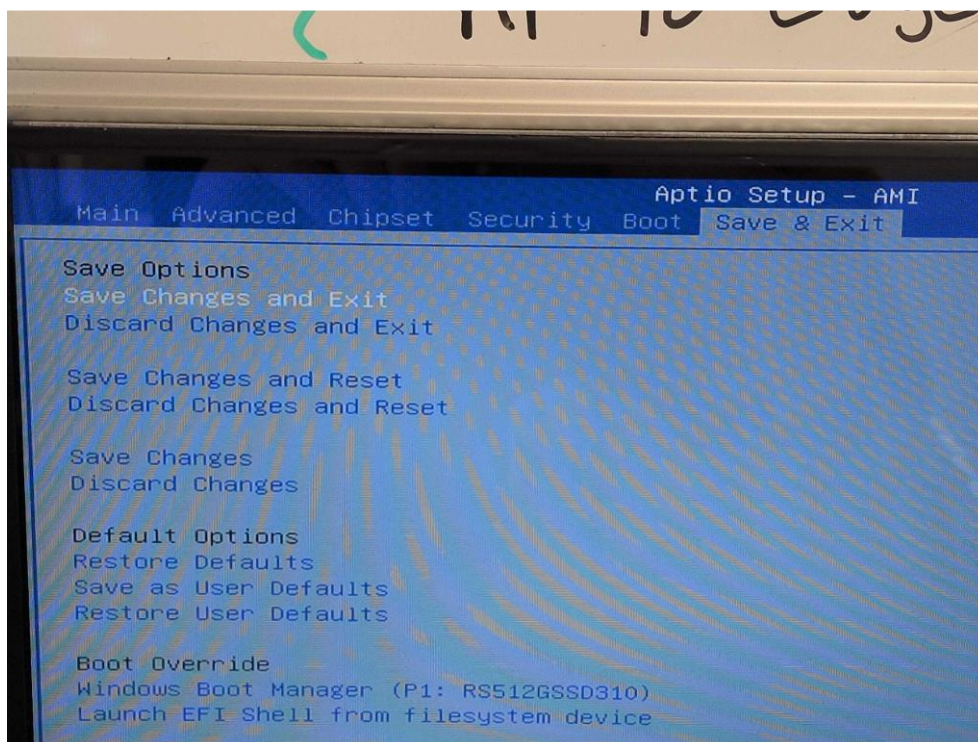 to Edge
Aptio Setup - AMI
Main Advanced Chipset Security Boot Save & Exit
Save Options
Save Changes and Exit
Discard Changes and Exit
Save Changes and Reset
Discard Changes and Reset
Save Changes
Discard Changes
Default Options
Restore Defaults
Save as User Defaults
Restore User Defaults
Boot Override
Windows Boot Manager (P1: RS512GSSD310)
Launch EFI Shell from filesystem device